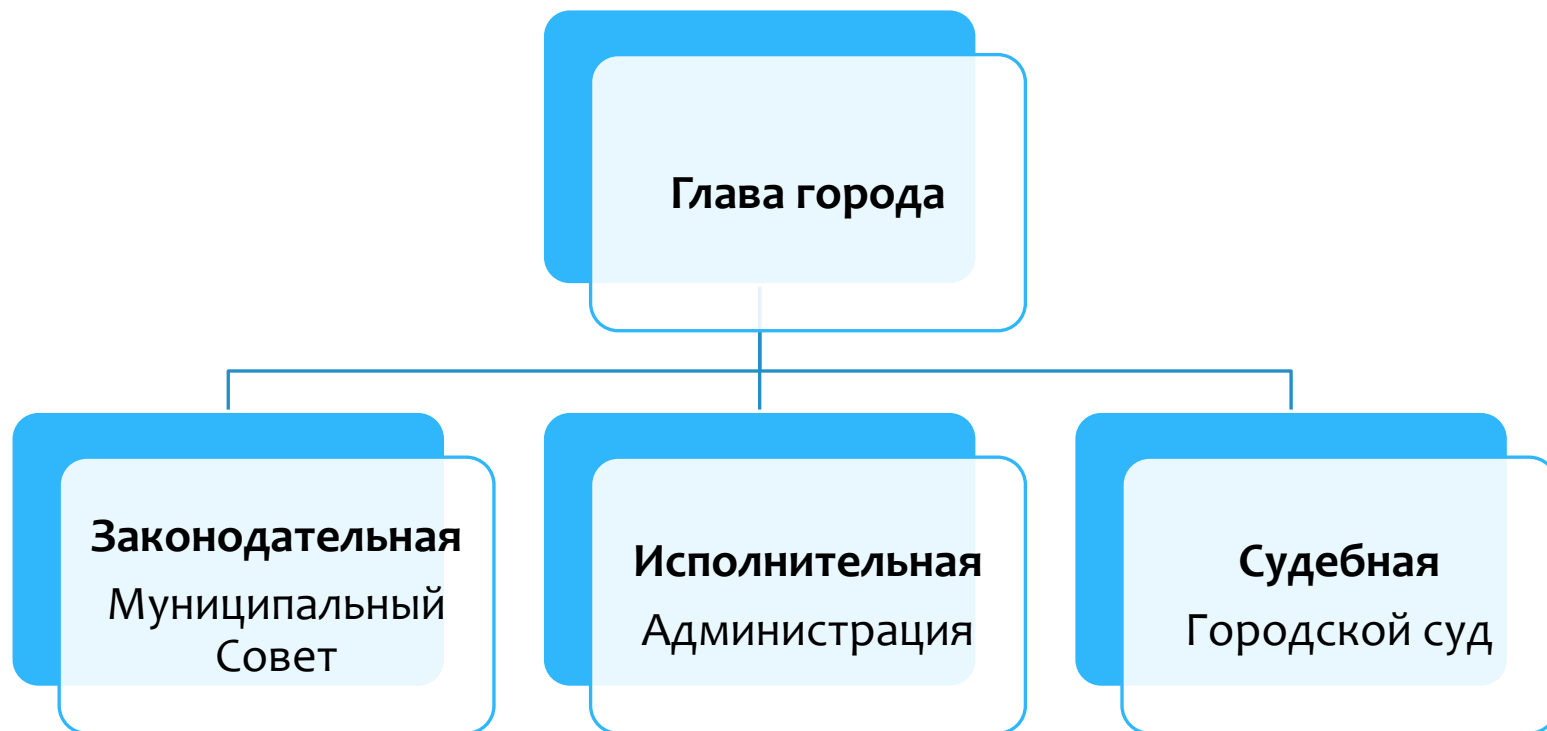 Глава города
Законодательная
Муниципальный
Совет
Исполнительная
Администрация
Судебная
Городской суд